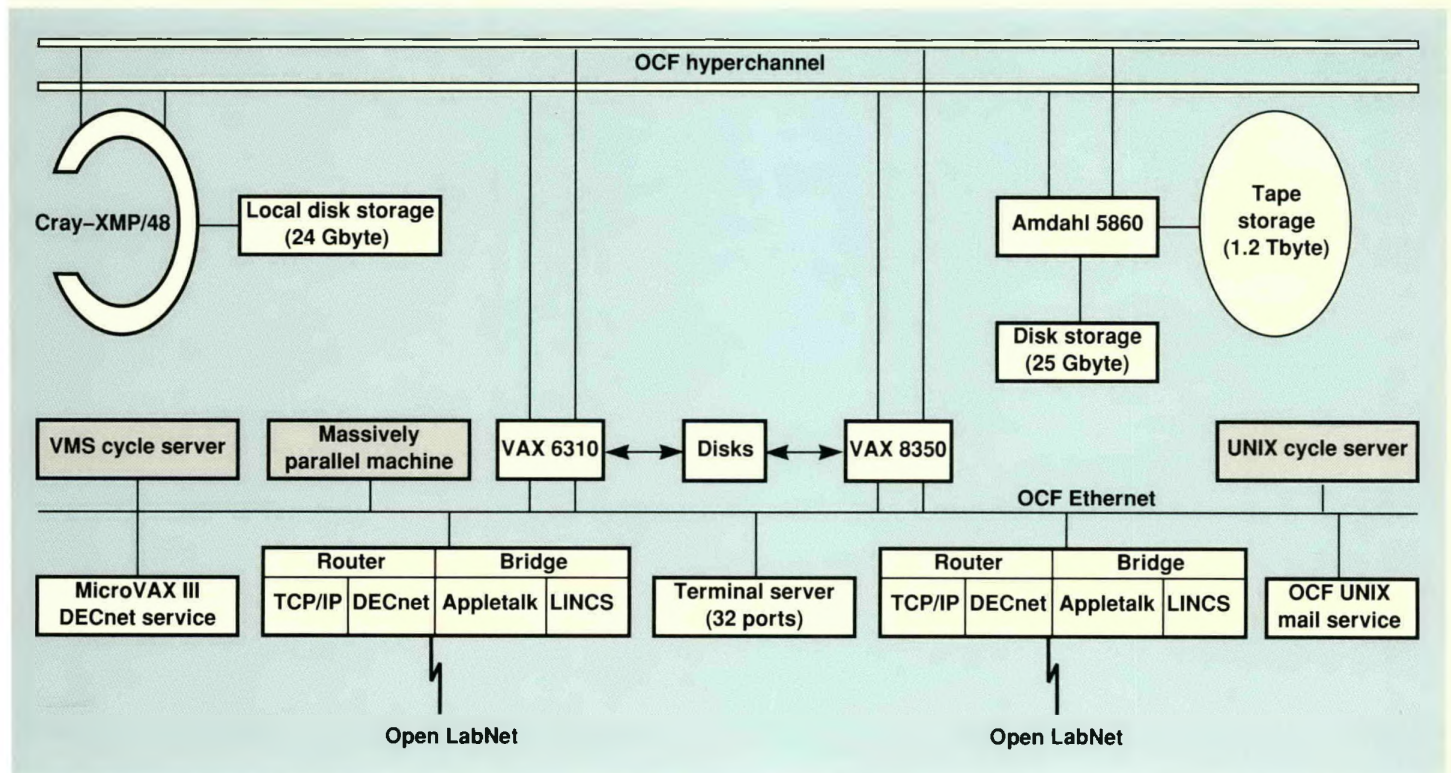 OCF hyperchannel
Cray–XMP/48
Local disk storage
(24 Gbyte)
Amdahl 5860
Tape
storage
(1.2 Tbyte)
Disk storage
(25 Gbyte)
VMS cycle server
Massively
parallel machine
VAX 6310
Disks
VAX 8350
UNIX cycle server
OCF Ethernet
MicroVAX III
DECnet service
Router
Bridge
TCP/IP
DECnet
Appletalk
LINCS
Terminal server
(32 ports)
Router
Bridge
TCP/IP
DECnet
Appletalk
LINCS
OCF UNIX
mail service
Open LabNet
Open LabNet